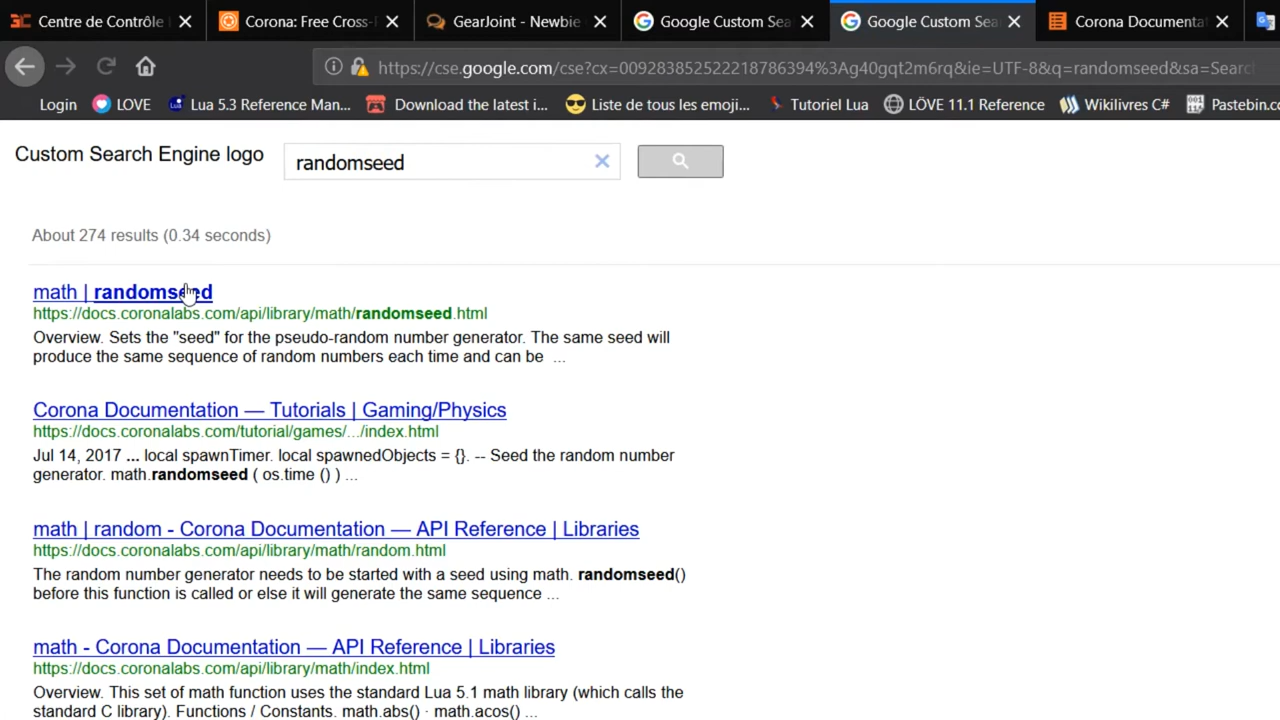 Centre de Contrôle
Corona: Free Cross-
GearJoint - Newbie
Google Custom Sea
Google Custom Sea
Corona Documenta
https://cse.google.com/cse?cx=009283852522218786394%3Ag40gqt2m6rq&ie=UTF-8&q=randomseed&sa=Search
Login
LOVE
Lua 5.3 Reference Man...
Download the latest i...
Liste de tous les emoji...
Tutoriel Lua
LÖVE 11.1 Reference
Wikilivres C#
Pastebin.co
Custom Search Engine logo
randomseed
About 274 results (0.34 seconds)
math | randomseed
https://docs.coronalabs.com/api/library/math/randomseed.html
Overview. Sets the "seed" for the pseudo-random number generator. The same seed will
produce the same sequence of random numbers each time and can be ...
Corona Documentation — Tutorials | Gaming/Physics
https://docs.coronalabs.com/tutorial/games/.../index.html
Jul 14, 2017 ... local spawnTimer. local spawnedObjects = {}. -- Seed the random number
generator. math.randomseed ( os.time () ) ...
math | random - Corona Documentation — API Reference | Libraries
https://docs.coronalabs.com/api/library/math/random.html
The random number generator needs to be started with a seed using math. randomseed()
before this function is called or else it will generate the same sequence ...
math - Corona Documentation — API Reference | Libraries
https://docs.coronalabs.com/api/library/math/index.html
Overview. This set of math function uses the standard Lua 5.1 math library (which calls the
standard C library). Functions / Constants. math.abs() · math.acos() ...